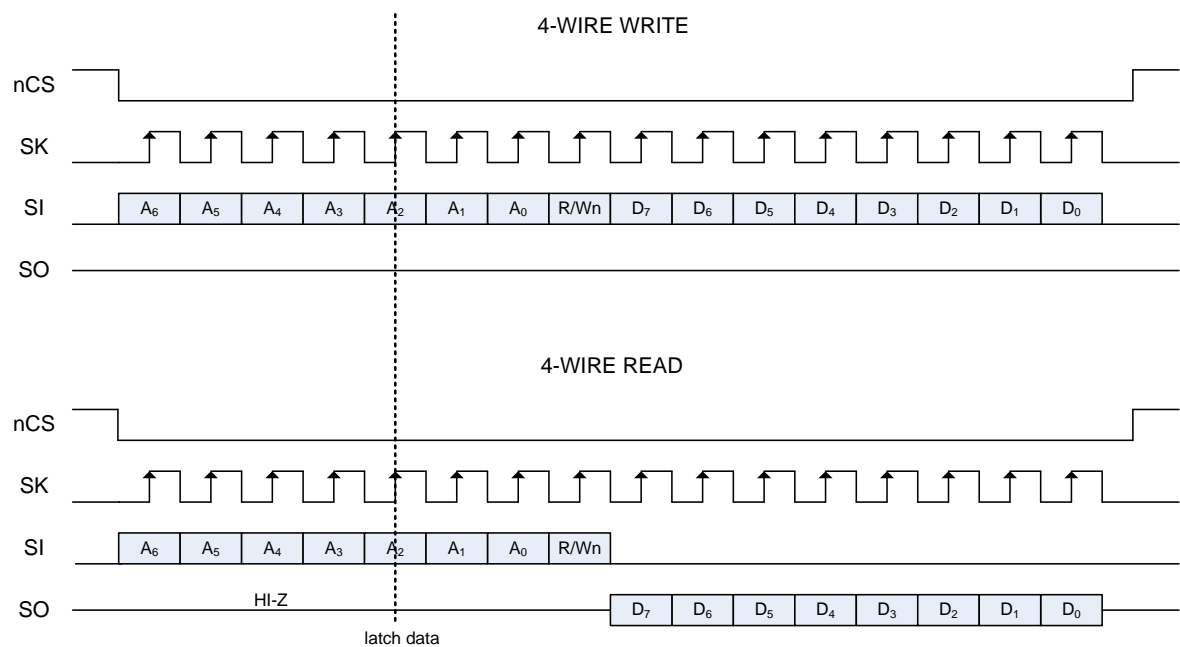 4-WIRE WRITE
nCS
SK
SI A₆ A₅ A₄ A₃ A₂ A₁ A₀ R/Wn D₇ D₆ D₅ D₄ D₃ D₂ D₁ D₀
SO
4-WIRE READ
nCS
SK
SI A₆ A₅ A₄ A₃ A₂ A₁ A₀ R/Wn
SO HI-Z D₇ D₆ D₅ D₄ D₃ D₂ D₁ D₀
latch data